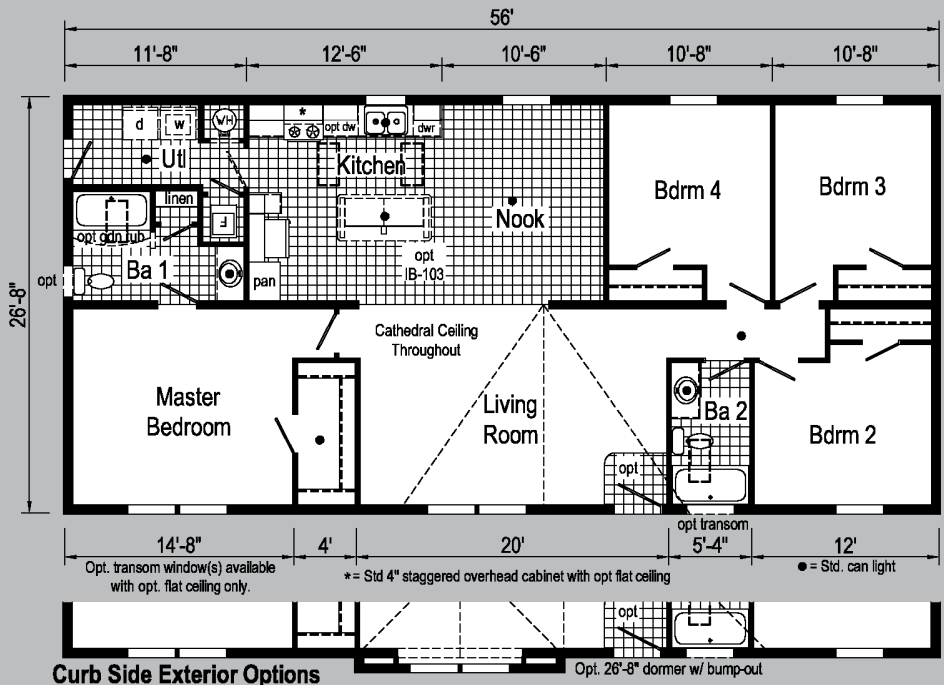 56'
11'-8" 12'-6" 10'-6" 10'-8" 10'-8"
26'-8"
d w WH
* opt dw dwr
Utl
Kitchen
Nook
Bdrm 4
Bdrm 3
linen
F
opt gdn tub
Ba 1
opt
pan
opt
IB-103
Cathedral Ceiling
Throughout
Master
Bedroom
Living
Room
Ba 2
Bdrm 2
opt
opt transom
14'-8" 4' 20' 5'-4" 12'
Opt. transom window(s) available
with opt. flat ceiling only.
* = Std 4" staggered overhead cabinet with opt flat ceiling
● = Std. can light
opt
Curb Side Exterior Options
Opt. 26'-8" dormer w/ bump-out